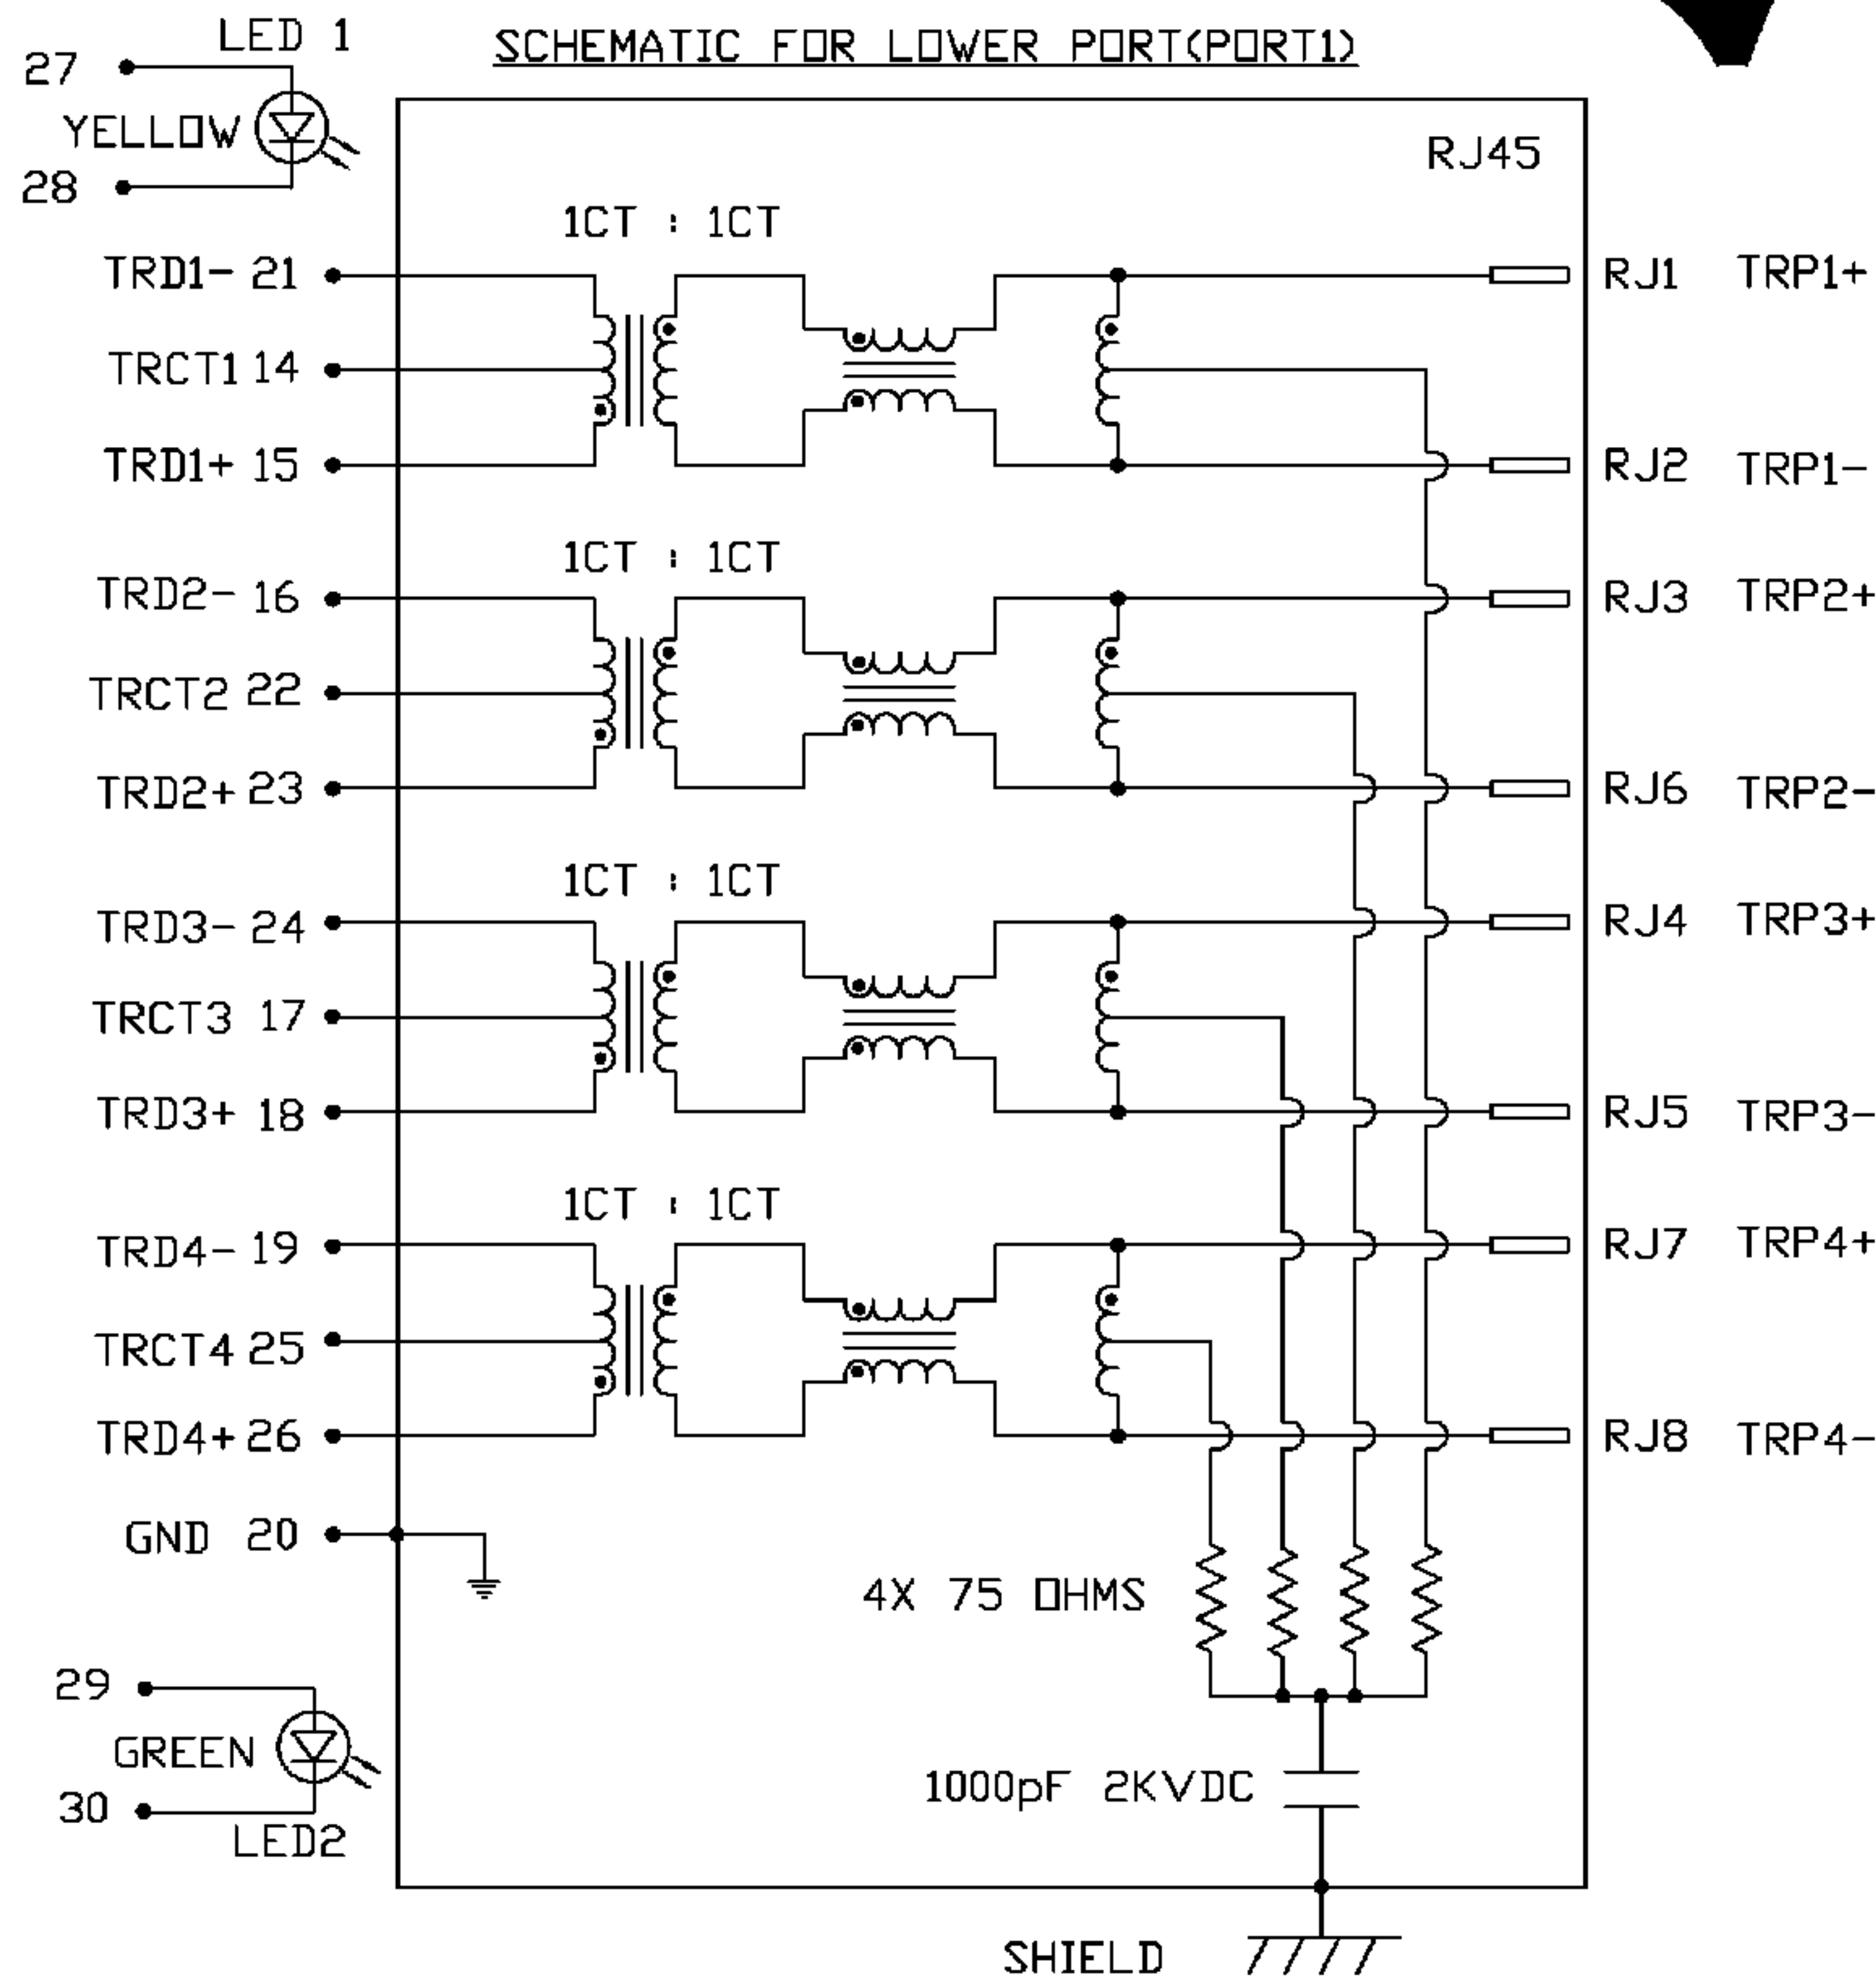 LED 1
SCHEMATIC FOR LOWER PORT(PORT1)
27
YELLOW
28
RJ45
1CT : 1CT
TRD1- 21
RJ1 TRP1+
TRCT1 14
TRD1+ 15
RJ2 TRP1-
1CT : 1CT
TRD2- 16
RJ3 TRP2+
TRCT2 22
TRD2+ 23
RJ6 TRP2-
1CT : 1CT
TRD3- 24
RJ4 TRP3+
TRCT3 17
TRD3+ 18
RJ5 TRP3-
1CT : 1CT
TRD4- 19
RJ7 TRP4+
TRCT4 25
TRD4+ 26
RJ8 TRP4-
GND 20
4X 75 OHMS
29
GREEN
30
LED2
1000pF 2KVDC
SHIELD